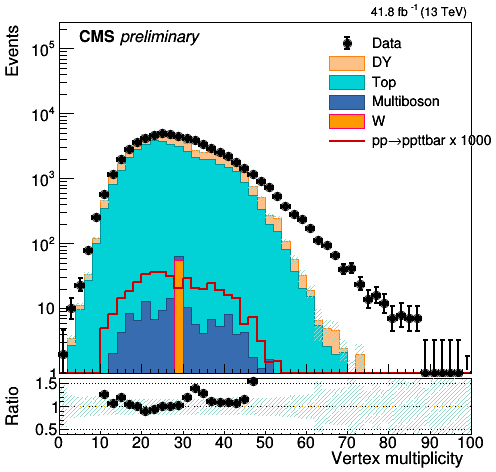 41.8 fb⁻¹ (13 TeV)
Events
CMS preliminary
Data
DY
Top
Multiboson
W
pp→ppttbar x 1000
10⁵
10⁴
10³
10²
10
1
Ratio
1.5
1
0.5
0 10 20 30 40 50 60 70 80 90 100
Vertex multiplicity